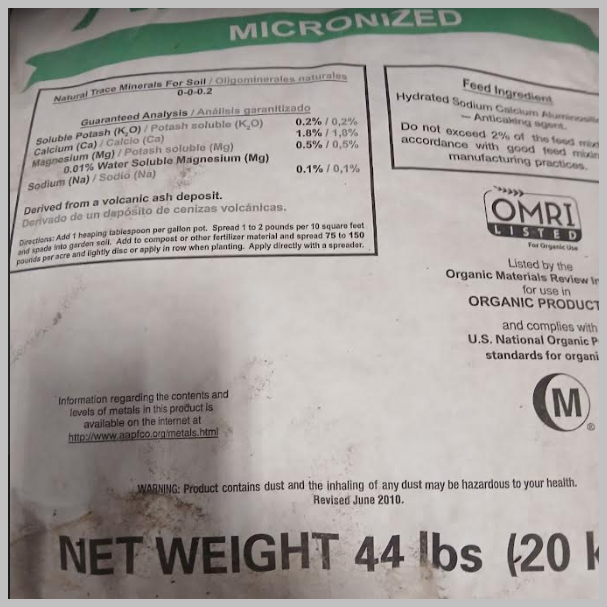 MICRONIZED
Natural Trace Minerals For Soil / Oligominerales naturales
0-0-0.2
Guaranteed Analysis / Análisis garanitizado
Soluble Potash (K₂O) / Potash soluble (K₂O) 0.2% / 0,2%
Calcium (Ca) / Calcio (Ca) 1.8% / 1,8%
Magnesium (Mg) / Potash soluble (Mg) 0.5% / 0,5%
0.01% Water Soluble Magnesium (Mg)
Sodium (Na) / Sodio (Na) 0.1% / 0,1%
Derived from a volcanic ash deposit.
Derivado de un depósito de cenizas volcánicas.
Directions: Add 1 heaping tablespoon per gallon pot. Spread 1 to 2 pounds per 10 square feet
and spade into garden soil. Add to compost or other fertilizer material and spread 75 to 150
pounds per acre and lightly disc or apply in row when planting. Apply directly with a spreader.
Feed Ingredient
Hydrated Sodium Calcium
— Anticaking agent.
Do not exceed 2% of the feed
accordance with good feed
manufacturing practices.
OMRI
LISTED
For Organic Use
Listed by the
Organic Materials Review
for use in
ORGANIC PRODUCT
and complies with
U.S. National Organic P
standards for organi
M
®
Information regarding the contents and
levels of metals in this product is
available on the internet at
http://www.aapfco.org/metals.html
WARNING: Product contains dust and the inhaling of any dust may be hazardous to your health.
Revised June 2010.
NET WEIGHT 44 lbs (20 k